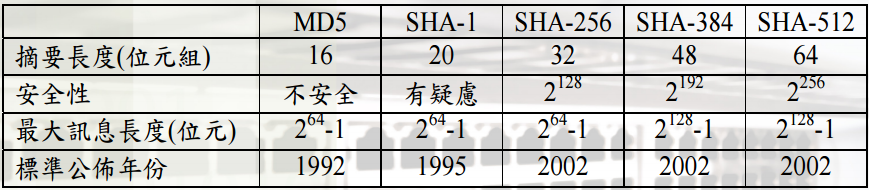 MD5 SHA-1 SHA-256 SHA-384 SHA-512
摘要長度(位元組) 16 20 32 48 64
安全性 不安全 有疑慮 2^128 2^192 2^256
最大訊息長度(位元) 2^64-1 2^64-1 2^64-1 2^128-1 2^128-1
標準公佈年份 1992 1995 2002 2002 2002